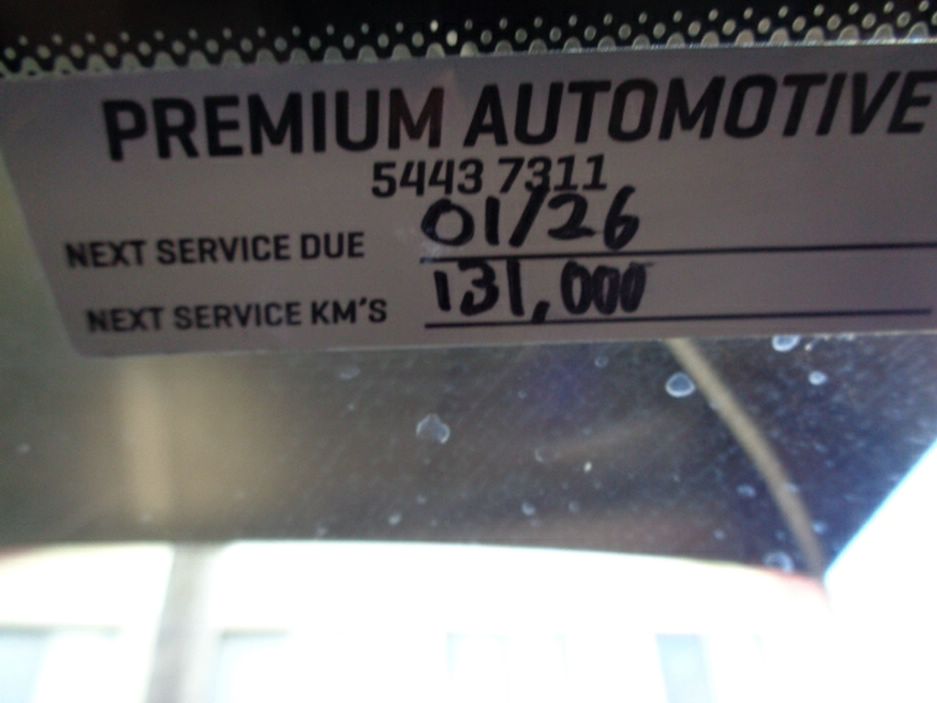 PREMIUM AUTOMOTIVE
5443 7311
NEXT SERVICE DUE 01/26
NEXT SERVICE KM'S 131,000